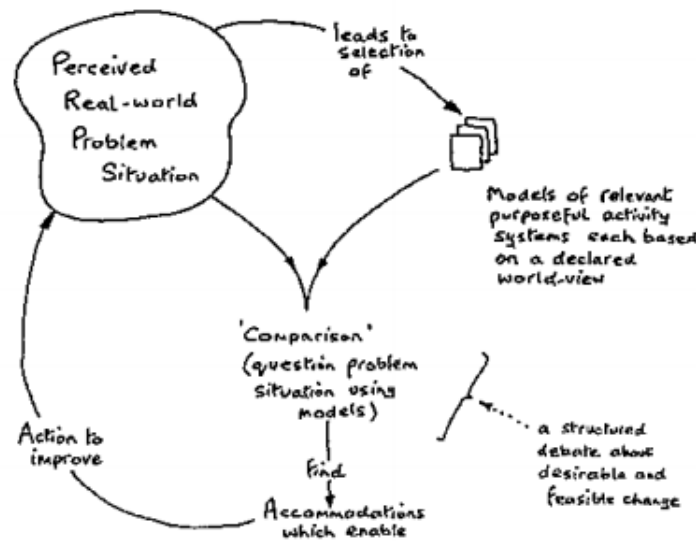 Perceived
Real-world
Problem
Situation
leads to
selection
of
Models of relevant
purposeful activity
systems each based
on a declared
world-view
'Comparison'
(question problem
situation using
models)
a structured
debate about
desirable and
feasible change
Find
Accommodations
which enable
Action to
improve